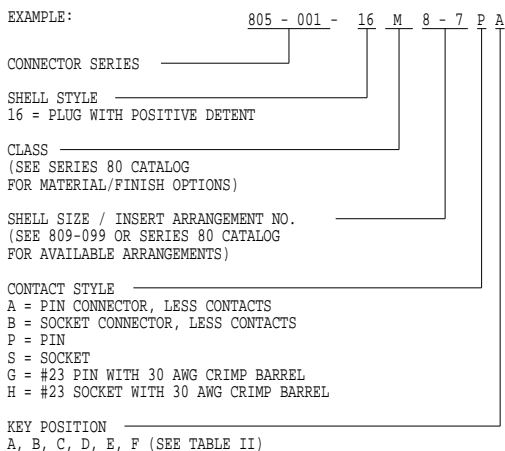 EXAMPLE: 805 - 001 - 16 M 8 - 7 P A
CONNECTOR SERIES
SHELL STYLE
16 = PLUG WITH POSITIVE DETENT
CLASS
(SEE SERIES 80 CATALOG
FOR MATERIAL/FINISH OPTIONS)
SHELL SIZE / INSERT ARRANGEMENT NO.
(SEE 809-099 OR SERIES 80 CATALOG
FOR AVAILABLE ARRANGEMENTS)
CONTACT STYLE
A = PIN CONNECTOR, LESS CONTACTS
B = SOCKET CONNECTOR, LESS CONTACTS
P = PIN
S = SOCKET
G = #23 PIN WITH 30 AWG CRIMP BARREL
H = #23 SOCKET WITH 30 AWG CRIMP BARREL
KEY POSITION
A, B, C, D, E, F (SEE TABLE II)